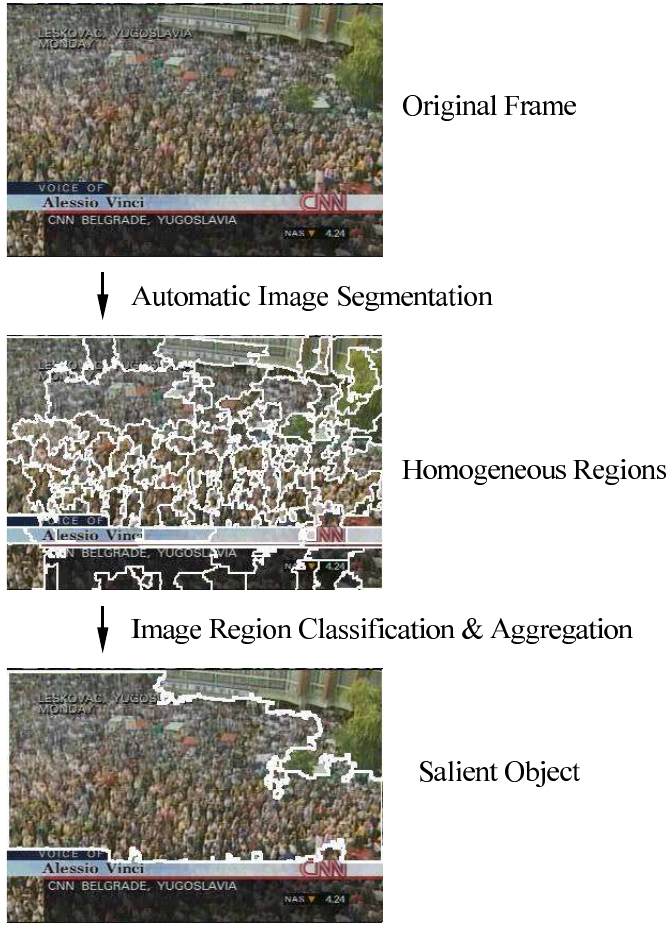 LESKOVAC, YUGOSLAVIA
MONDAY
Original Frame
VOICE OF
Alessio Vinci
CNN
CNN BELGRADE, YUGOSLAVIA
NAS ▼ 4.24
Automatic Image Segmentation
LESKOVAC, YUGOSLAVIA
MONDAY
Homogeneous Regions
VOICE OF
Alessio Vinci
CNN
CNN BELGRADE, YUGOSLAVIA
NAS ▼ 4.24
Image Region Classification & Aggregation
LESKOVAC, YUGOS
MONDAY
Salient Object
VOICE OF
Alessio Vinci
CNN
CNN BELGRADE, YUGOSLAVIA
NAS ▼ 4.24